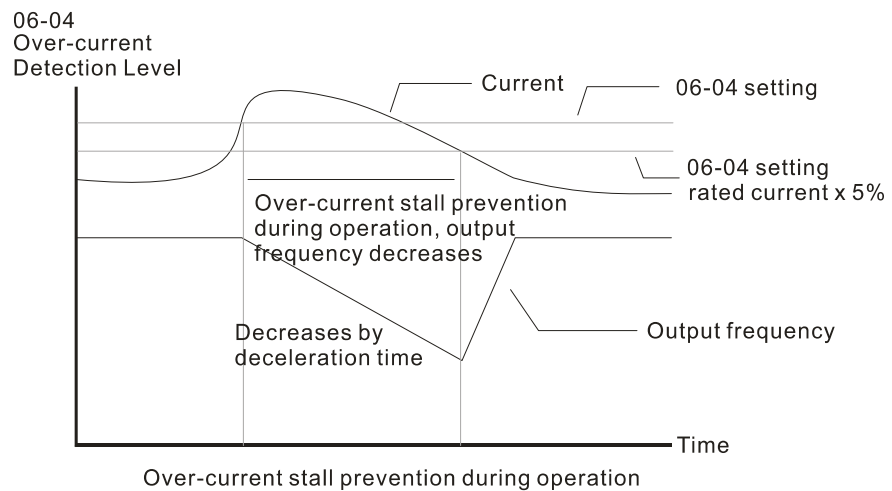 06-04
Over-current
Detection Level
Current
06-04 setting
06-04 setting
rated current x 5%
Over-current stall prevention
during operation, output
frequency decreases
Decreases by
deceleration time
Output frequency
Time
Over-current stall prevention during operation